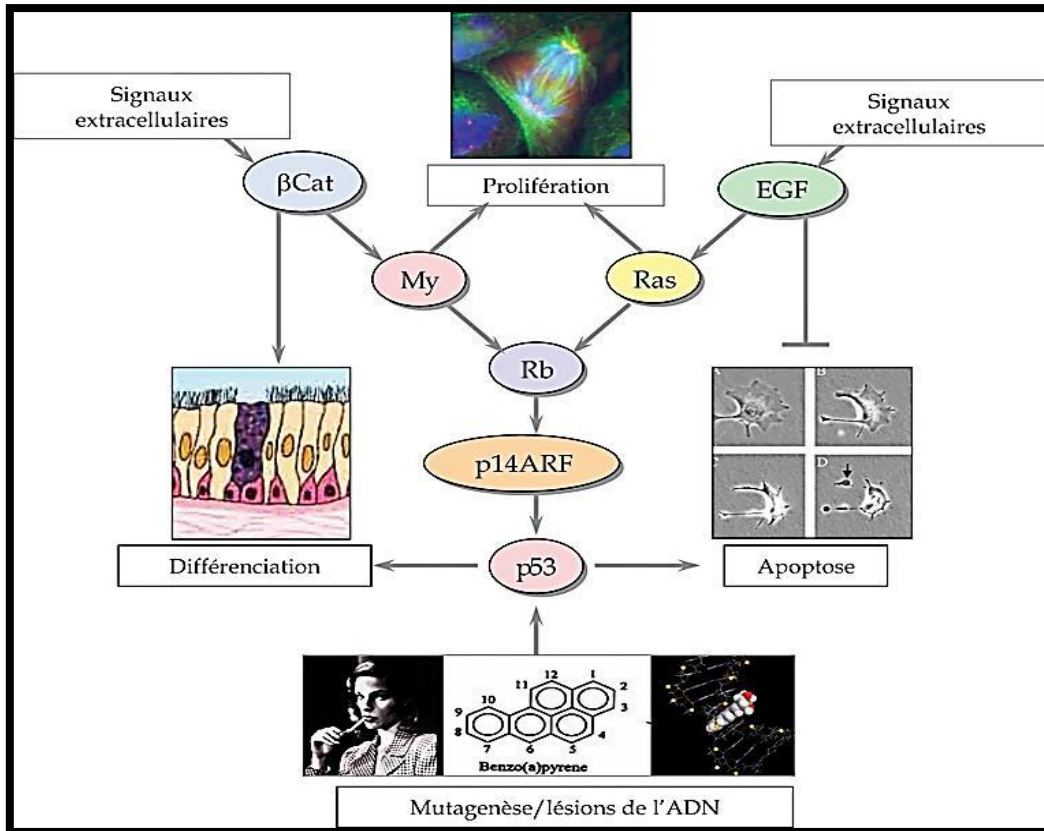 Signaux
extracellulaires
Signaux
extracellulaires
Prolifération
βCat
EGF
My
Ras
Rb
p14ARF
p53
B
D
Différenciation
Apoptose
12
1
11
2
10
3
9
8
4
7
6
5
Benzo(a)pyrene
Mutagenèse/lésions de l'ADN